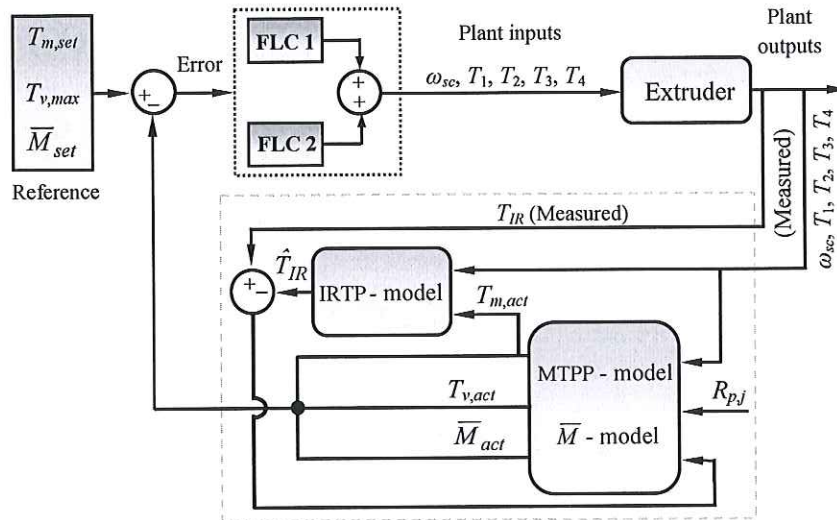 T_{m,set}
T_{v,max}
M̅_{set}
Reference
+
−
Error
FLC 1
+
+
FLC 2
Plant inputs
ω_{sc}, T_1, T_2, T_3, T_4
Extruder
Plant
outputs
(Measured)
ω_{sc}, T_1, T_2, T_3, T_4
T_{IR} (Measured)
+
−
T̂_{IR}
IRTP - model
T_{m,act}
T_{v,act}
M̅_{act}
MTPP - model
M̅ - model
R_{p,j}